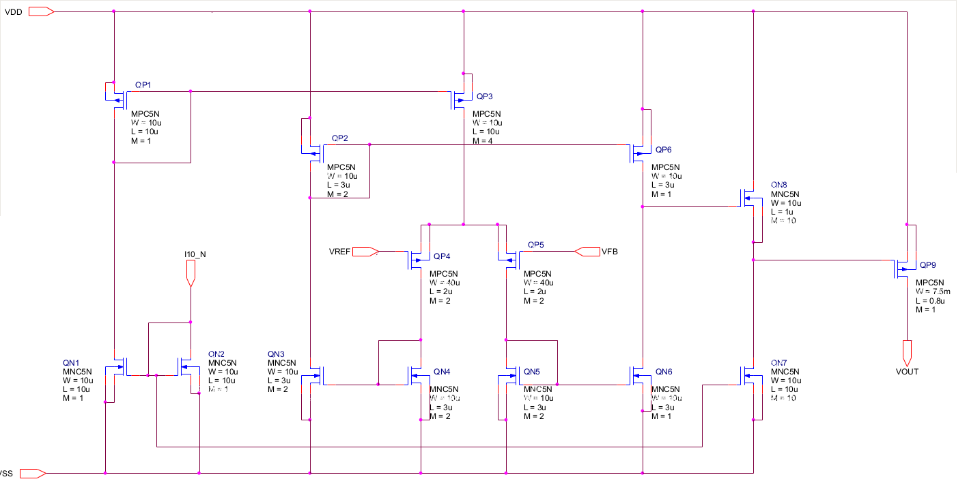 VDD
QP1
MPC5N
W = 10u
L = 10u
M = 1
QP3
MPC5N
W = 10u
L = 10u
M = 4
QP2
MPC5N
W = 10u
L = 3u
M = 2
QP6
MPC5N
W = 10u
L = 3u
M = 1
QN8
MNC5N
W = 10u
L = 1u
M = 10
I10_N
VREF
QP4
MPC5N
W = 40u
L = 2u
M = 2
QP5
MPC5N
W = 40u
L = 2u
M = 2
VFB
QP9
MPC5N
W = 7.5m
L = 0.8u
M = 1
VOUT
QN1
MNC5N
W = 10u
L = 10u
M = 1
QN2
MNC5N
W = 10u
L = 10u
M = 1
QN3
MNC5N
W = 10u
L = 3u
M = 2
QN4
MNC5N
W = 10u
L = 3u
M = 2
QN5
MNC5N
W = 10u
L = 3u
M = 2
QN6
MNC5N
W = 10u
L = 3u
M = 1
QN7
MNC5N
W = 10u
L = 10u
M = 10
VSS